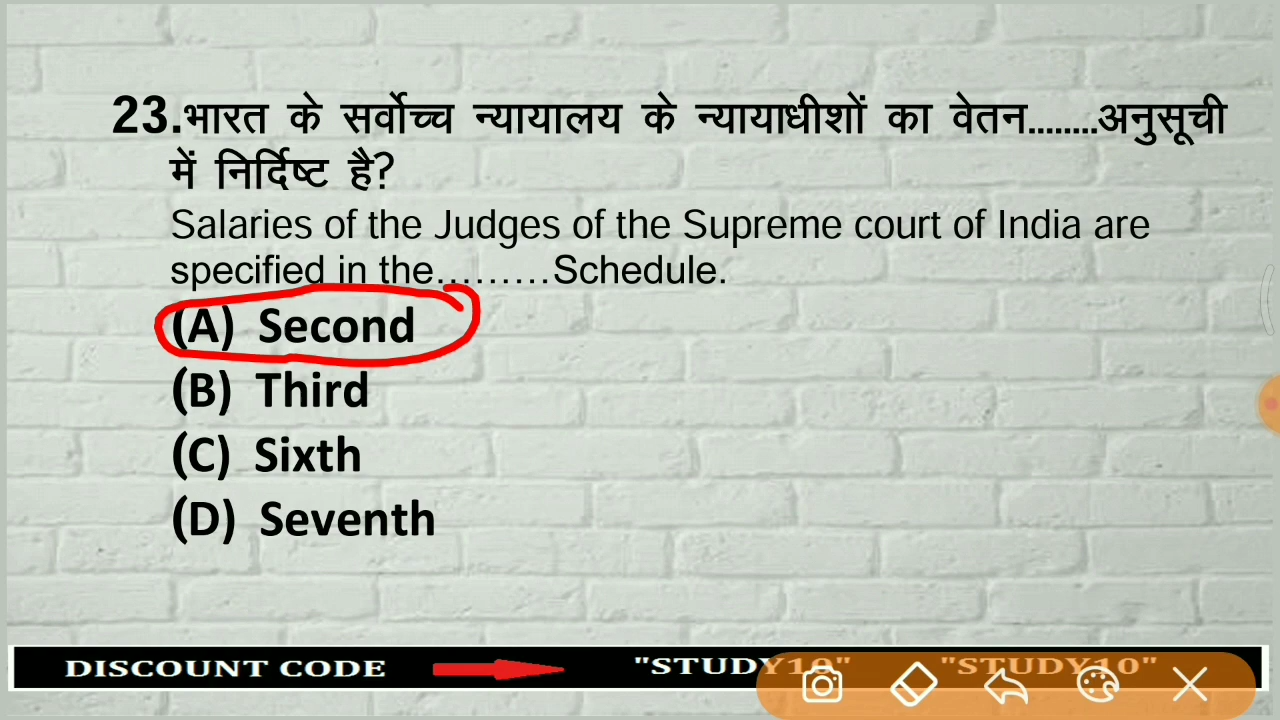 23.भारत के सर्वोच्च न्यायालय के न्यायाधीशों का वेतन........अनुसूची
में निर्दिष्ट है?
Salaries of the Judges of the Supreme court of India are
specified in the.........Schedule.
(A) Second
(B) Third
(C) Sixth
(D) Seventh
DISCOUNT CODE "STUDY10" "STUDY10"